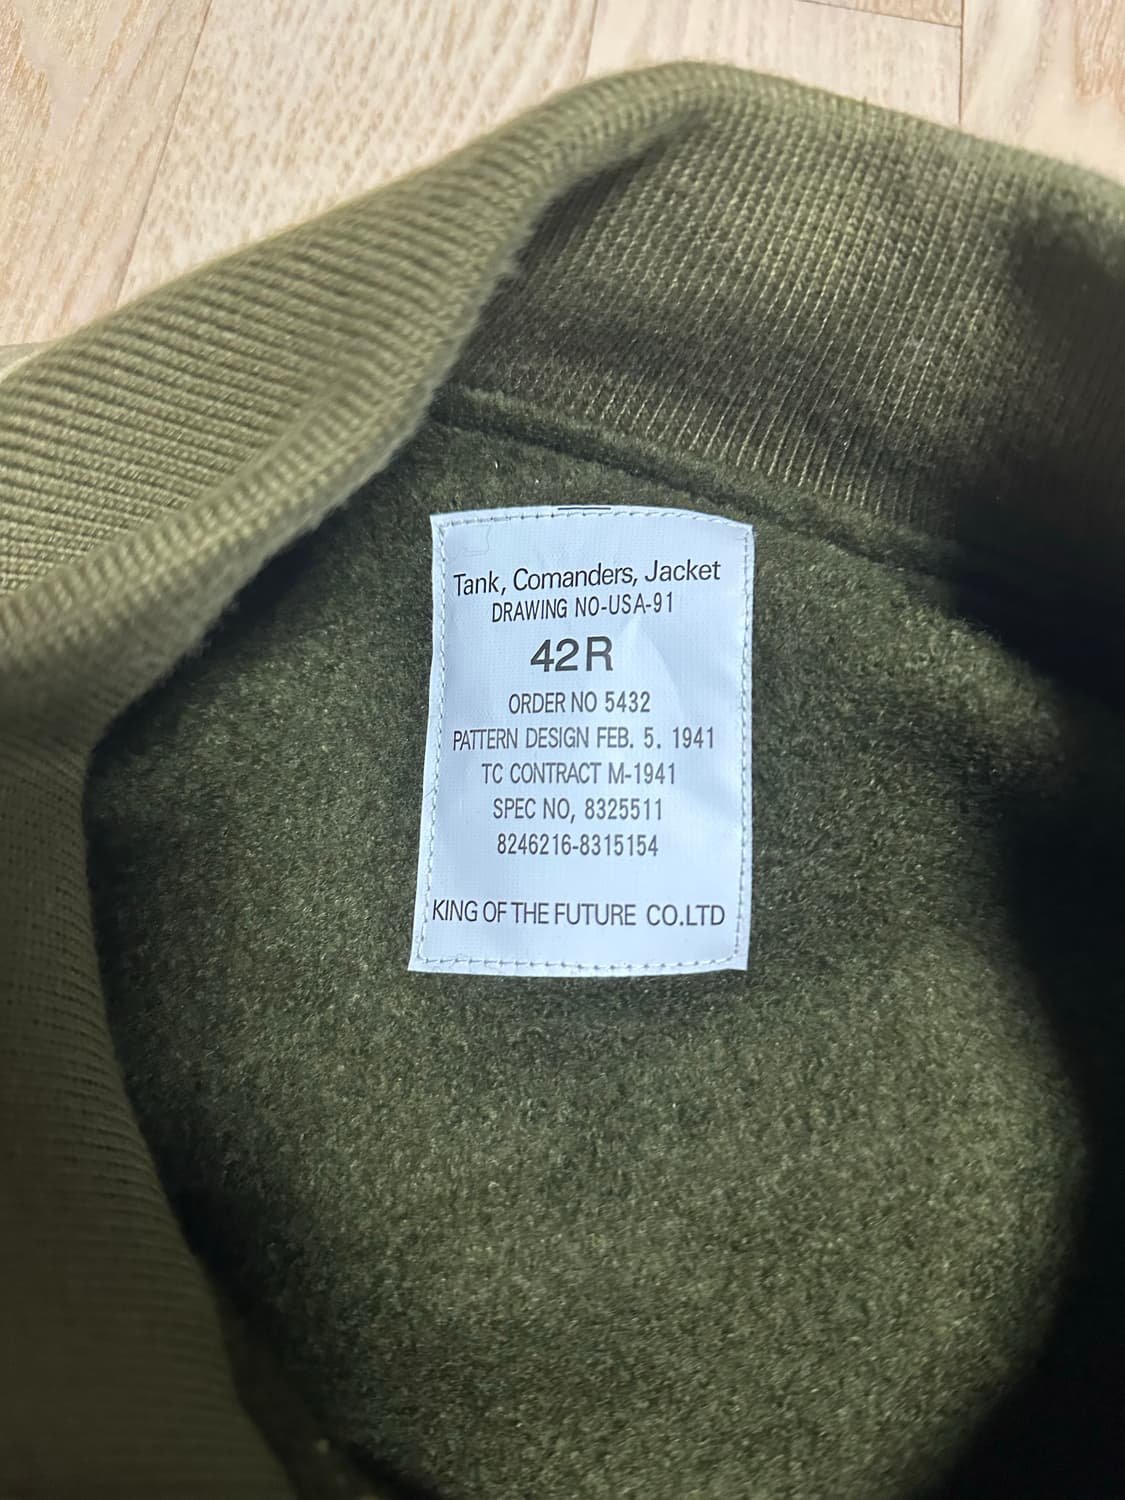 Tank, Comanders, Jacket
DRAWING NO-USA-91
42R
ORDER NO 5432
PATTERN DESIGN FEB. 5. 1941
TC CONTRACT M-1941
SPEC NO, 8325511
8246216-8315154
KING OF THE FUTURE CO.LTD